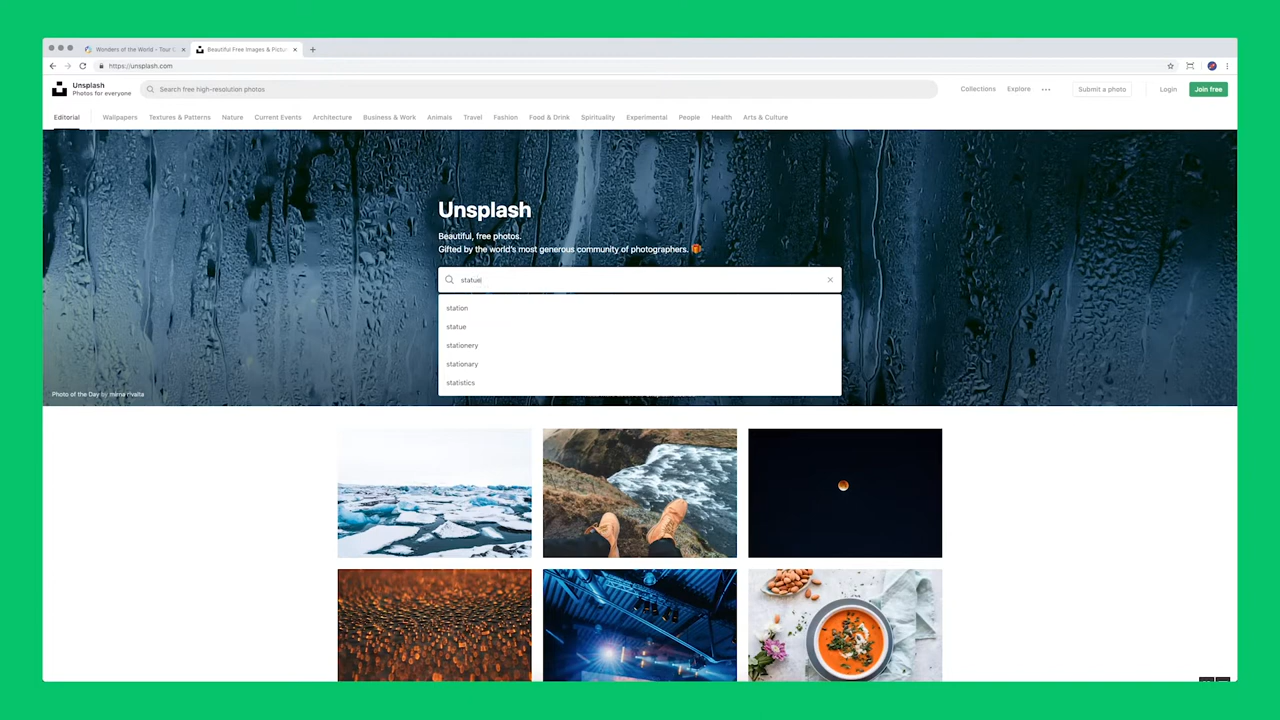 Wonders of the World - Tour
Beautiful Free Images & Pictu
https://unsplash.com
Unsplash
Photos for everyone
Search free high-resolution photos
Collections
Explore
Submit a photo
Login
Join free
Editorial
Wallpapers
Textures & Patterns
Nature
Current Events
Architecture
Business & Work
Animals
Travel
Fashion
Food & Drink
Spirituality
Experimental
People
Health
Arts & Culture
Unsplash
Beautiful, free photos.
Gifted by the world's most generous community of photographers.
statue
station
statue
stationery
stationary
statistics
Photo of the Day by mirna rivalta